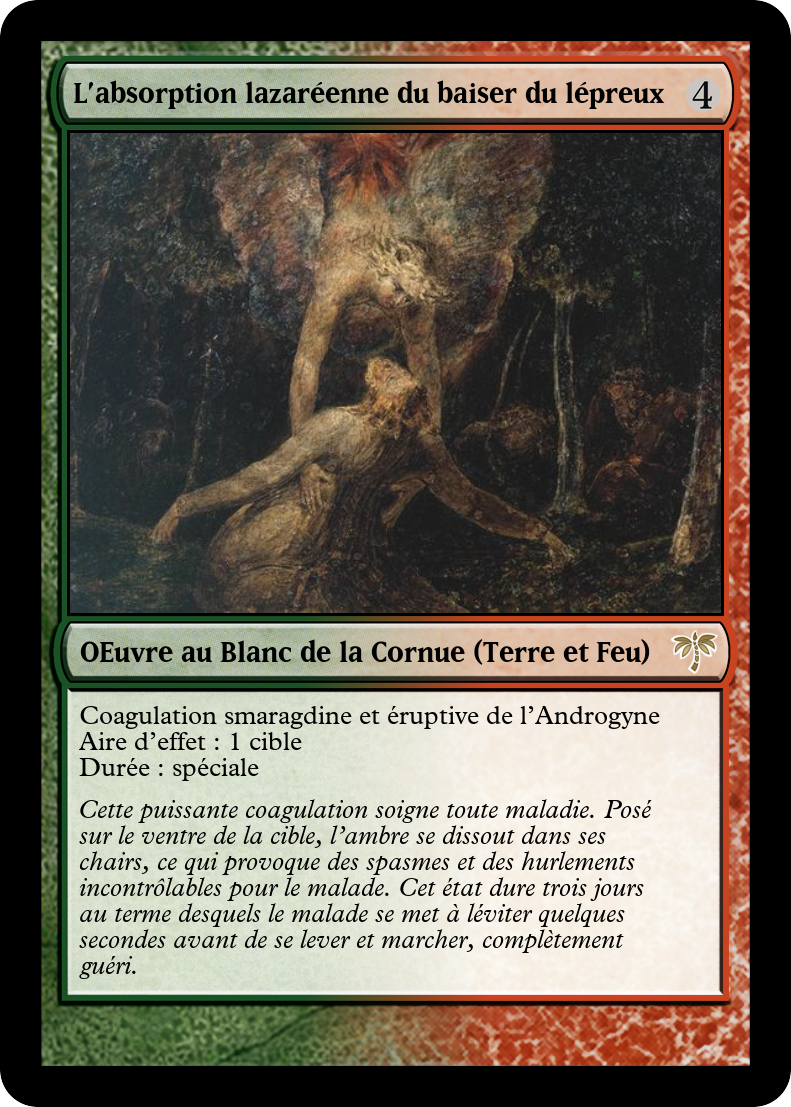 L'absorption lazaréenne du baiser du lépreux 4
OEuvre au Blanc de la Cornue (Terre et Feu)
Coagulation smaragdine et éruptive de l'Androgyne
Aire d'effet : 1 cible
Durée : spéciale
Cette puissante coagulation soigne toute maladie. Posé
sur le ventre de la cible, l'ambre se dissout dans ses
chairs, ce qui provoque des spasmes et des hurlements
incontrôlables pour le malade. Cet état dure trois jours
au terme desquels le malade se met à léviter quelques
secondes avant de se lever et marcher, complètement
guéri.